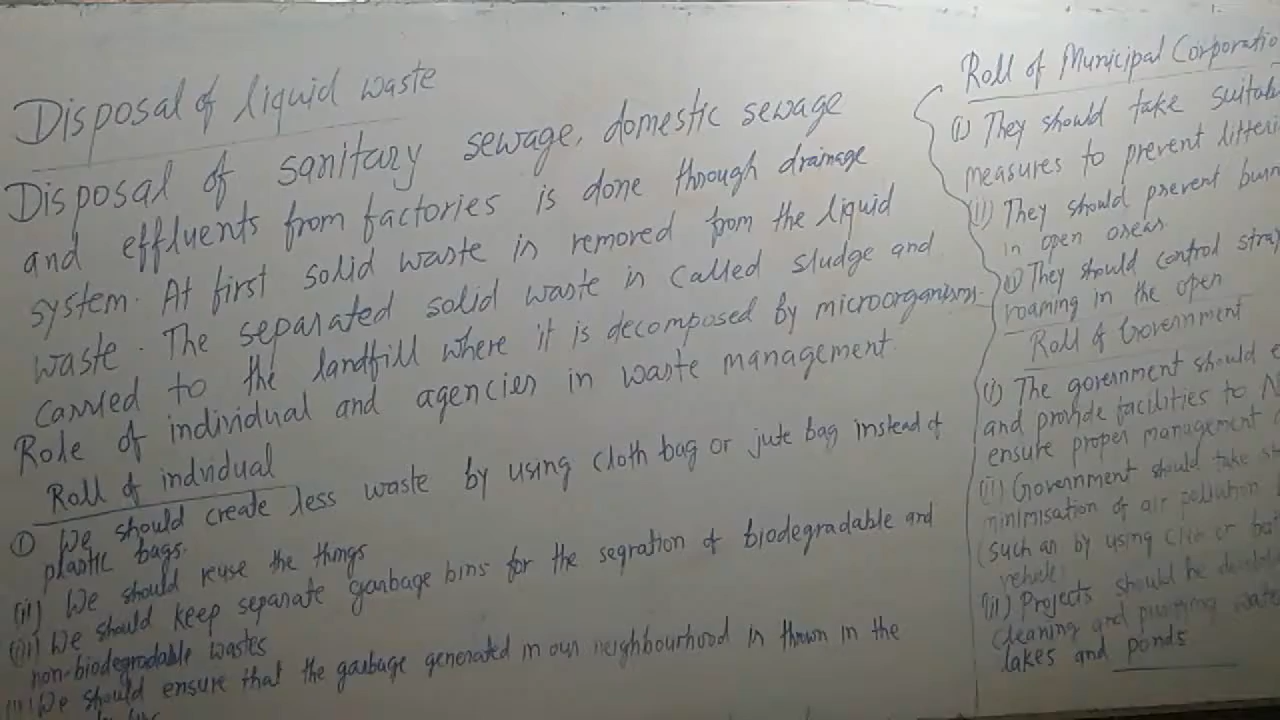 Disposal of liquid waste
Disposal of sanitary sewage, domestic sewage
and effluents from factories is done through drainage
system. At first solid waste is removed from the liquid
waste. The separated solid waste is called sludge and
carried to the landfill where it is decomposed by microorganisms.
Role of individual and agencies in waste management.
Roll of indvidual
(i) We should create less waste by using cloth bag or jute bag instead of
plastic bags.
(ii) We should reuse the things
(iii) We should keep separate garbage bins for the segration of biodegradable and
non-biodegradable wastes
We should ensure that the garbage generated in our neighbourhood is thrown in the
Roll of Municipal Corporatio
(i) They should take suitabl
measures to prevent litteri
(ii) They should prevent burn
in open areas
They should control stra
roaming in the open
Roll of Government
(i) The government should
and provide facilities to
ensure proper management
(ii) Government should take
minimisation of air pollution
such as by using
vehicle
(iii) Projects should be
cleaning and wate
lakes and ponds